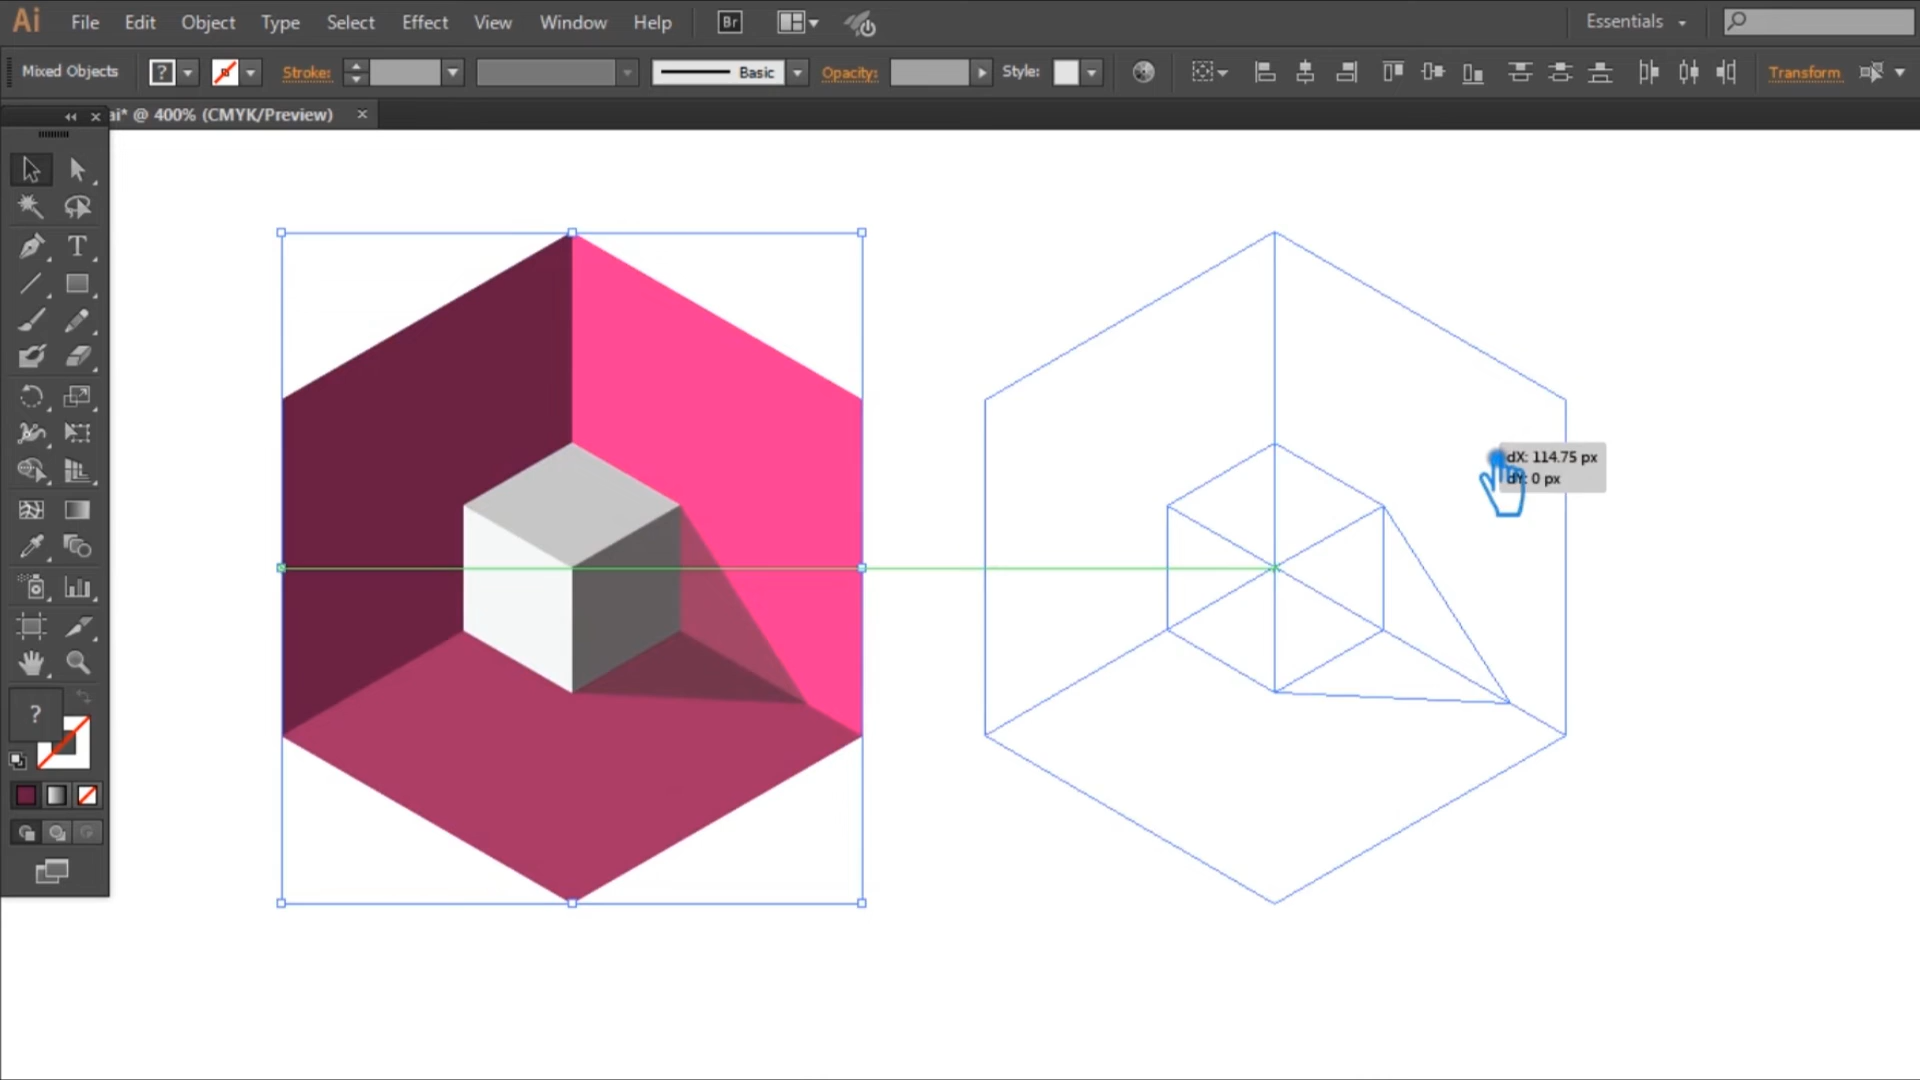 Ai File Edit Object Type Select Effect View Window Help Br Essentials
Mixed Objects ? Stroke: Basic Opacity: Style: Transform
ai* @ 400% (CMYK/Preview) ×
T
dX: 114.75 px
dY: 0 px
?